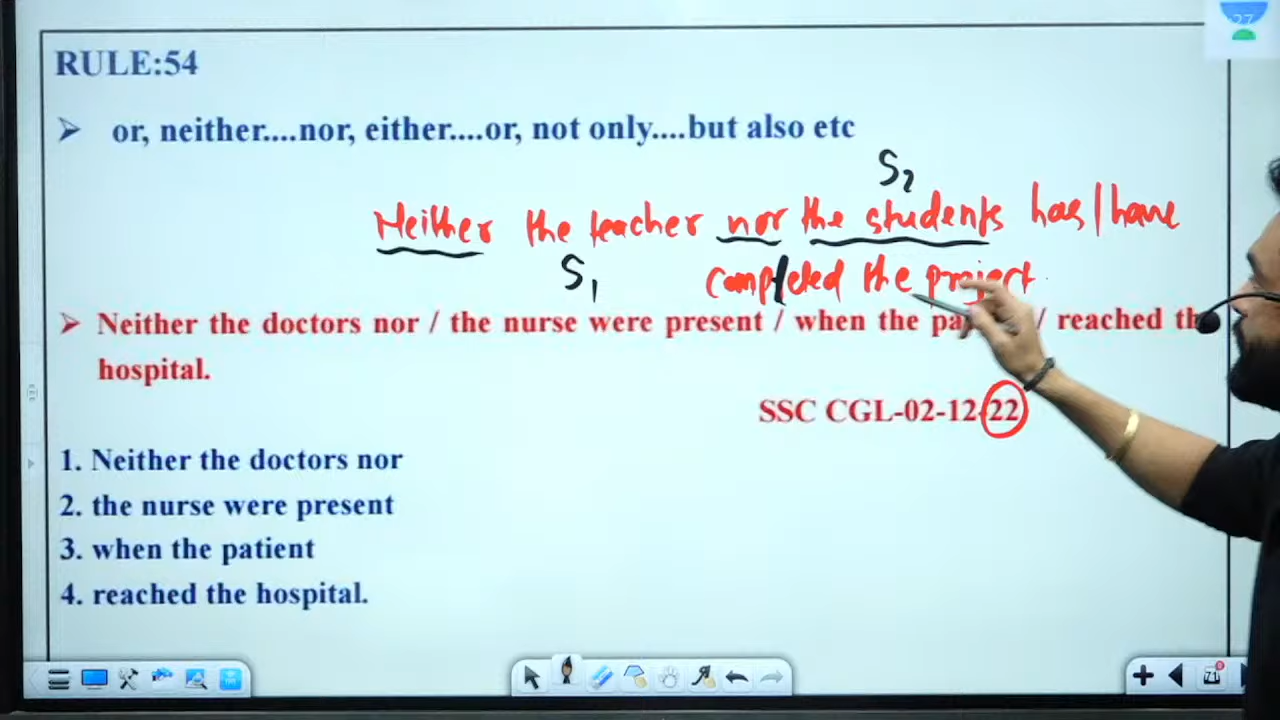 RULE:54
or, neither....nor, either....or, not only....but also etc
S2
Neither the teacher nor the students has/have
S1 completed the project
Neither the doctors nor / the nurse were present / when the / reached
hospital.
SSC CGL-02-12-22
1. Neither the doctors nor
2. the nurse were present
3. when the patient
4. reached the hospital.
27
71